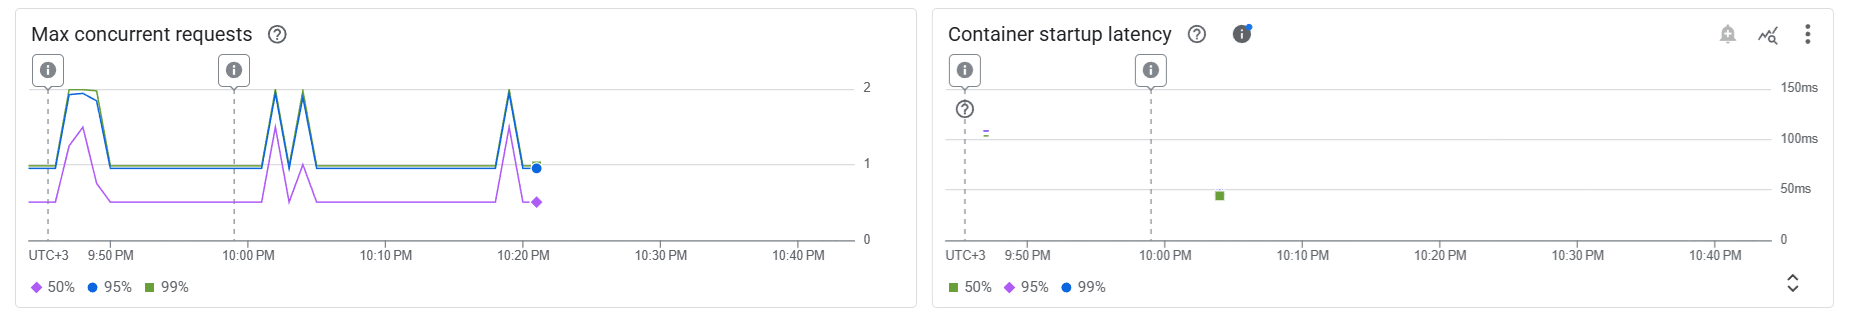 Max concurrent requests
2
1
0
UTC+3 9:50 PM 10:00 PM 10:10 PM 10:20 PM 10:30 PM 10:40 PM
50% 95% 99%
Container startup latency
150ms
100ms
50ms
0
UTC+3 9:50 PM 10:00 PM 10:10 PM 10:20 PM 10:30 PM 10:40 PM
50% 95% 99%